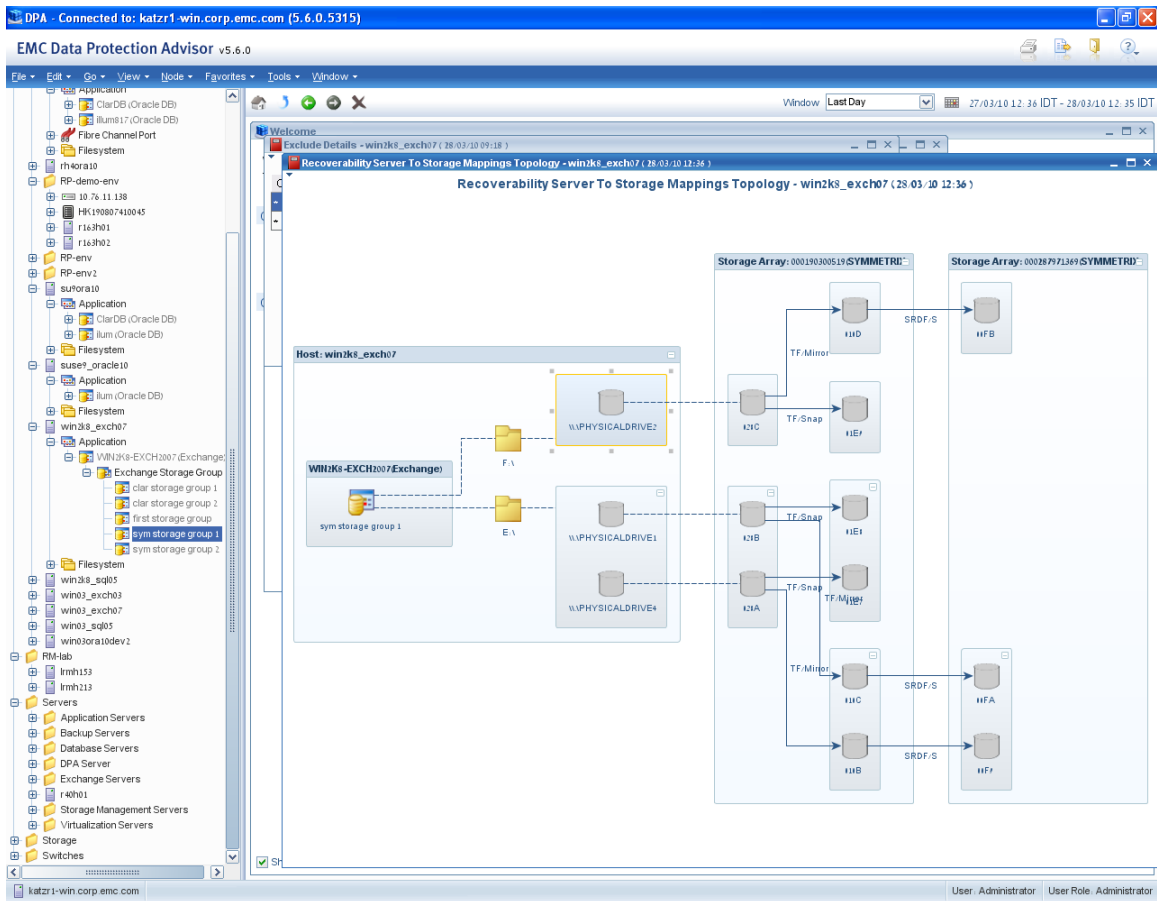 DPA - Connected to: katzr1-win.corp.emc.com (5.6.0.5315)
EMC Data Protection Advisor v5.6.0
File Edit Go View Node Favorites Tools Window
Window Last Day 27/03/10 12:36 IDT - 28/03/10 12:35 IDT
Application
ClarDB (Oracle DB)
illum817 (Oracle DB)
Fibre Channel Port
Filesystem
rh4ora10
RP-demo-env
10.76.11.138
HK190807410045
r163h01
r163h02
RP-env
RP-env2
su9ora10
Application
ClarDB (Oracle DB)
ilum (Oracle DB)
Filesystem
suse9_oracle10
Application
ilum (Oracle DB)
Filesystem
win2k8_exch07
Application
WIN2K8-EXCH2007 (Exchange)
Exchange Storage Group
clar storage group 1
clar storage group 2
first storage group
sym storage group 1
sym storage group 2
Filesystem
win2k8_sql05
win03_exch03
win03_exch07
win03_sql05
win03ora10dev2
RM-lab
lrmh153
lrmh213
Servers
Application Servers
Backup Servers
Database Servers
DPA Server
Exchange Servers
r40h01
Storage Management Servers
Virtualization Servers
Storage
Switches
Welcome
Exclude Details - win2k8_exch07 ( 28/03/10 09:18 )
Recoverability Server To Storage Mappings Topology - win2k8_exch07 ( 28/03/10 12:36 )
Recoverability Server To Storage Mappings Topology - win2k8_exch07 ( 28/03/10 12:36 )
Host: win2k8_exch07
WIN2K8-EXCH2007 (Exchange)
sym storage group 1
F:\
E:\
\\.\PHYSICALDRIVE2
\\.\PHYSICALDRIVE1
\\.\PHYSICALDRIVE4
Storage Array: 000190300519 (SYMMETRI
Storage Array: 000287971369 (SYMMETRI
TF/Mirror
TF/Snap
SRDF/S
TF/Snap
TF/Snap
TF/Mirror
TF/Mirror
SRDF/S
SRDF/S
Sh
katzr1-win.corp.emc.com
User: Administrator User Role: Administrator